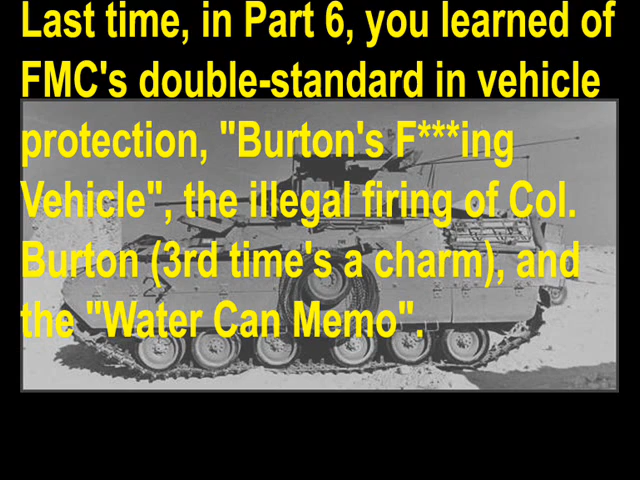 Last time, in Part 6, you learned of
FMC's double-standard in vehicle
protection, "Burton's F***ing
Vehicle", the illegal firing of Col.
Burton (3rd time's a charm), and
the "Water Can Memo".